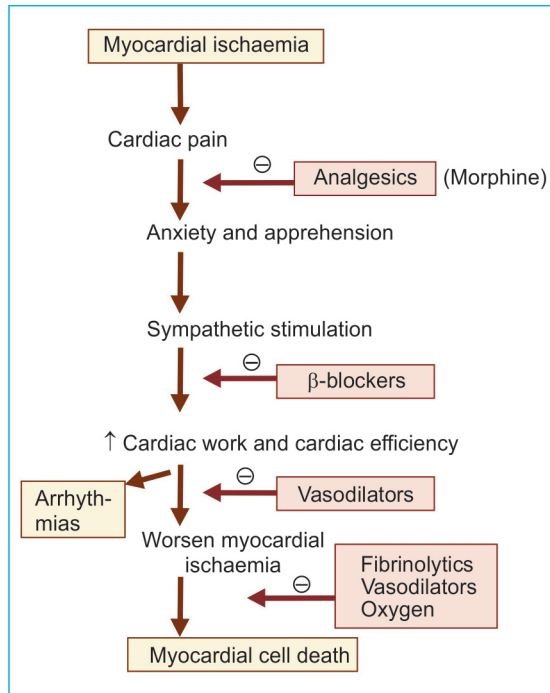 Myocardial ischaemia
Cardiac pain
⊖
Analgesics (Morphine)
Anxiety and apprehension
Sympathetic stimulation
⊖
β-blockers
↑ Cardiac work and cardiac efficiency
⊖
Arrhyth-
mias
Vasodilators
Worsen myocardial
ischaemia
⊖
Fibrinolytics
Vasodilators
Oxygen
Myocardial cell death